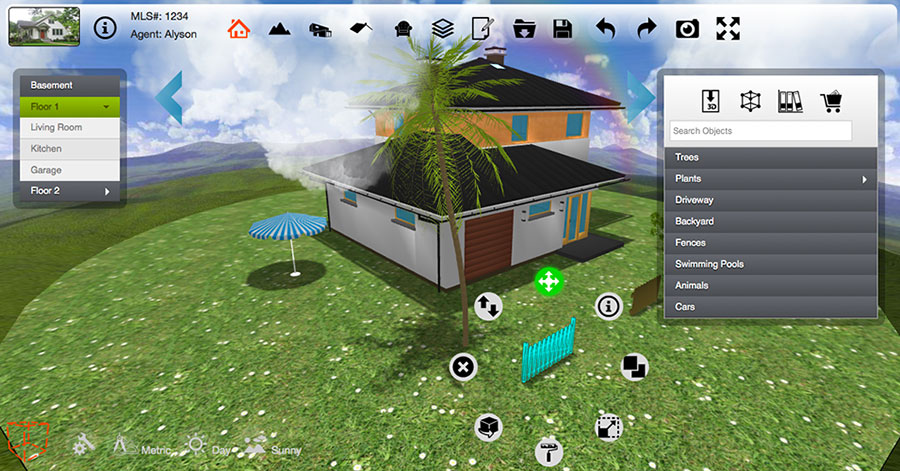 MLS#: 1234
Agent: Alyson
Basement
Floor 1
Living Room
Kitchen
Garage
Floor 2
3D
Search Objects
Trees
Plants
Driveway
Backyard
Fences
Swimming Pools
Animals
Cars
Metric
Day
Sunny